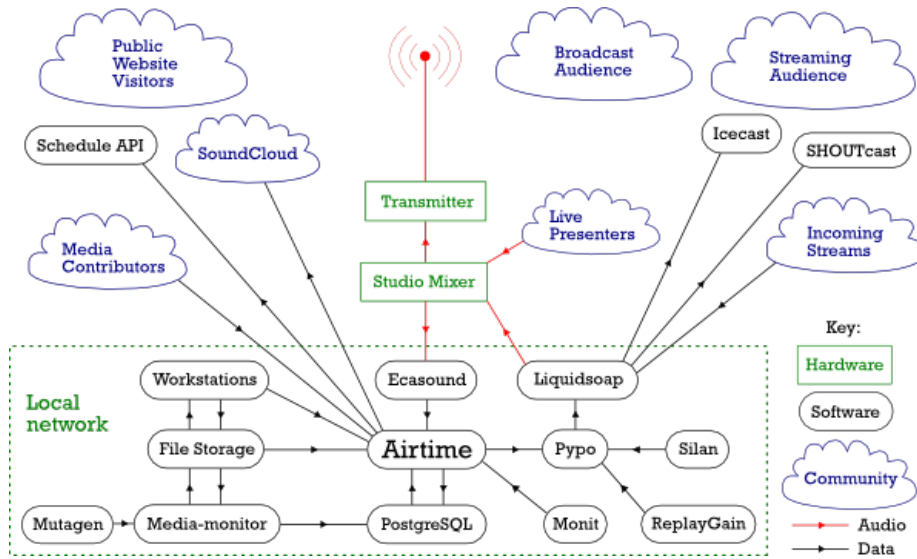 Public
Website
Visitors
Broadcast
Audience
Streaming
Audience
Schedule API
SoundCloud
Icecast
SHOUTcast
Transmitter
Live
Presenters
Media
Contributors
Incoming
Streams
Studio Mixer
Key:
Hardware
Local
network
Workstations
Ecasound
Liquidsoap
Software
File Storage
Airtime
Pypo
Silan
Community
Mutagen
Media-monitor
PostgreSQL
Monit
ReplayGain
Audio
Data